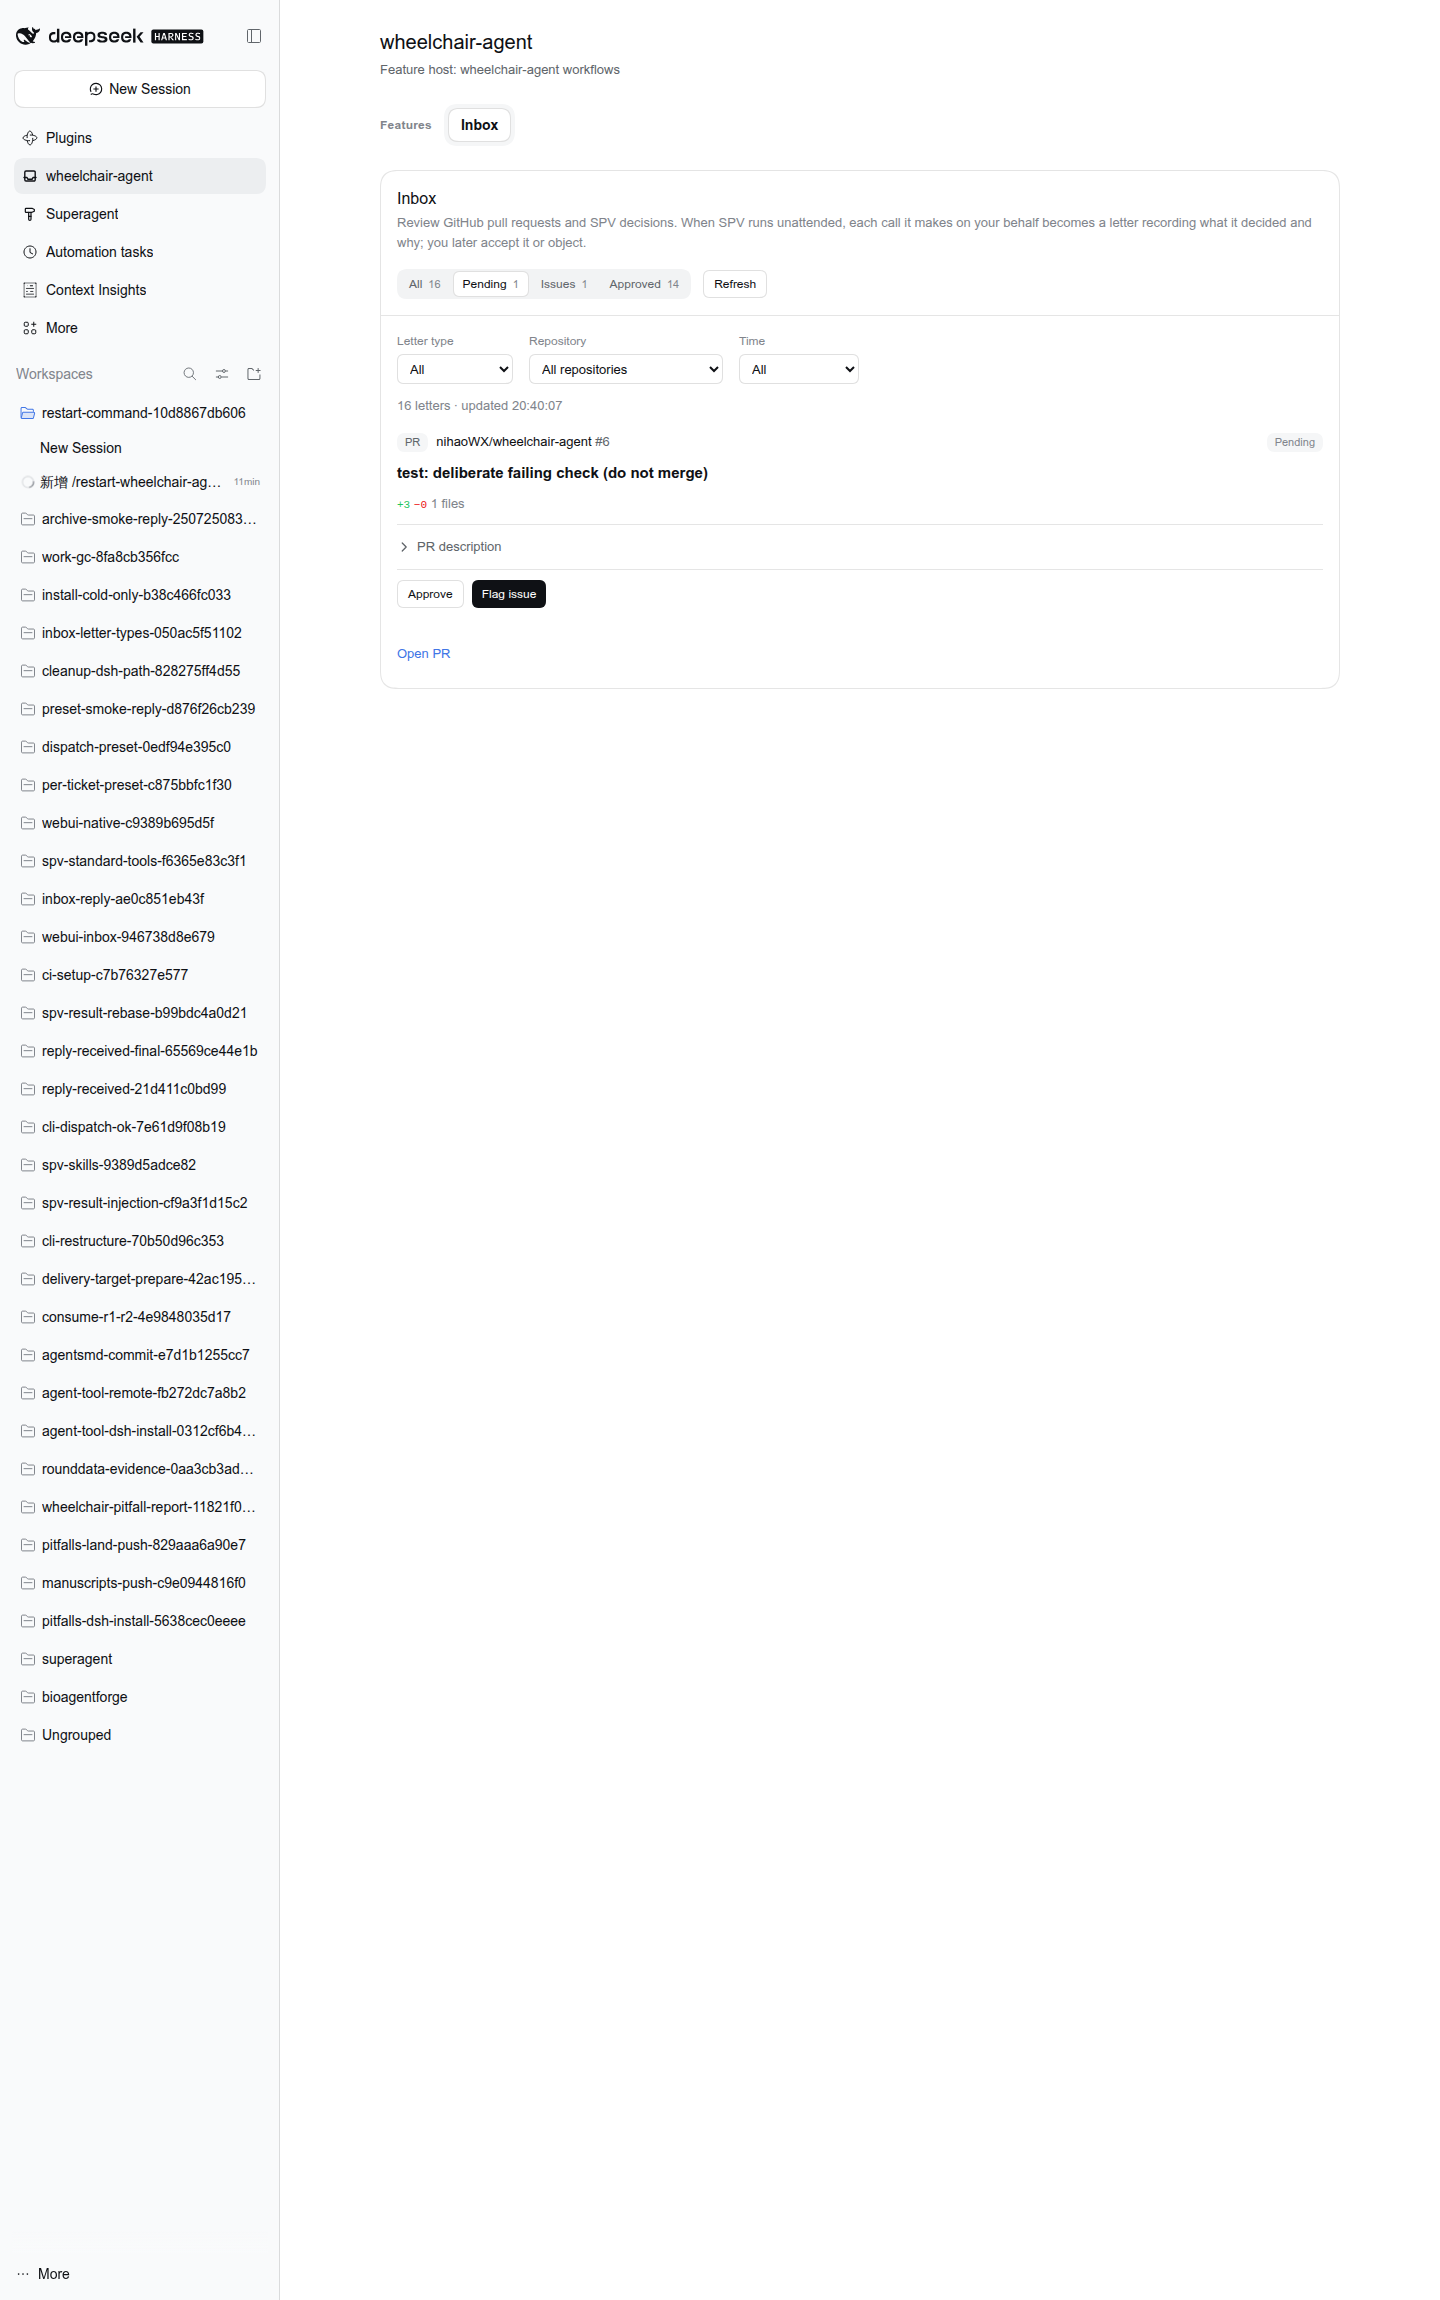 deepseek HARNESS
New Session
Plugins
wheelchair-agent
Superagent
Automation tasks
Context Insights
More
Workspaces
restart-command-10d8867db606
New Session
新增 /restart-wheelchair-ag… 11min
archive-smoke-reply-250725083…
work-gc-8fa8cb356fcc
install-cold-only-b38c466fc033
inbox-letter-types-050ac5f51102
cleanup-dsh-path-828275ff4d55
preset-smoke-reply-d876f26cb239
dispatch-preset-0edf94e395c0
per-ticket-preset-c875bbfc1f30
webui-native-c9389b695d5f
spv-standard-tools-f6365e83c3f1
inbox-reply-ae0c851eb43f
webui-inbox-946738d8e679
ci-setup-c7b76327e577
spv-result-rebase-b99bdc4a0d21
reply-received-final-65569ce44e1b
reply-received-21d411c0bd99
cli-dispatch-ok-7e61d9f08b19
spv-skills-9389d5adce82
spv-result-injection-cf9a3f1d15c2
cli-restructure-70b50d96c353
delivery-target-prepare-42ac195…
consume-r1-r2-4e9848035d17
agentsmd-commit-e7d1b1255cc7
agent-tool-remote-fb272dc7a8b2
agent-tool-dsh-install-0312cf6b4…
rounddata-evidence-0aa3cb3ad…
wheelchair-pitfall-report-11821f0…
pitfalls-land-push-829aaa6a90e7
manuscripts-push-c9e0944816f0
pitfalls-dsh-install-5638cec0eeee
superagent
bioagentforge
Ungrouped
More
wheelchair-agent
Feature host: wheelchair-agent workflows
Features Inbox
Inbox
Review GitHub pull requests and SPV decisions. When SPV runs unattended, each call it makes on your behalf becomes a letter recording what it decided and
why; you later accept it or object.
All 16 Pending 1 Issues 1 Approved 14 Refresh
Letter type Repository Time
All All repositories All
16 letters · updated 20:40:07
PR nihaoWX/wheelchair-agent #6 Pending
test: deliberate failing check (do not merge)
+3 −0 1 files
PR description
Approve Flag issue
Open PR